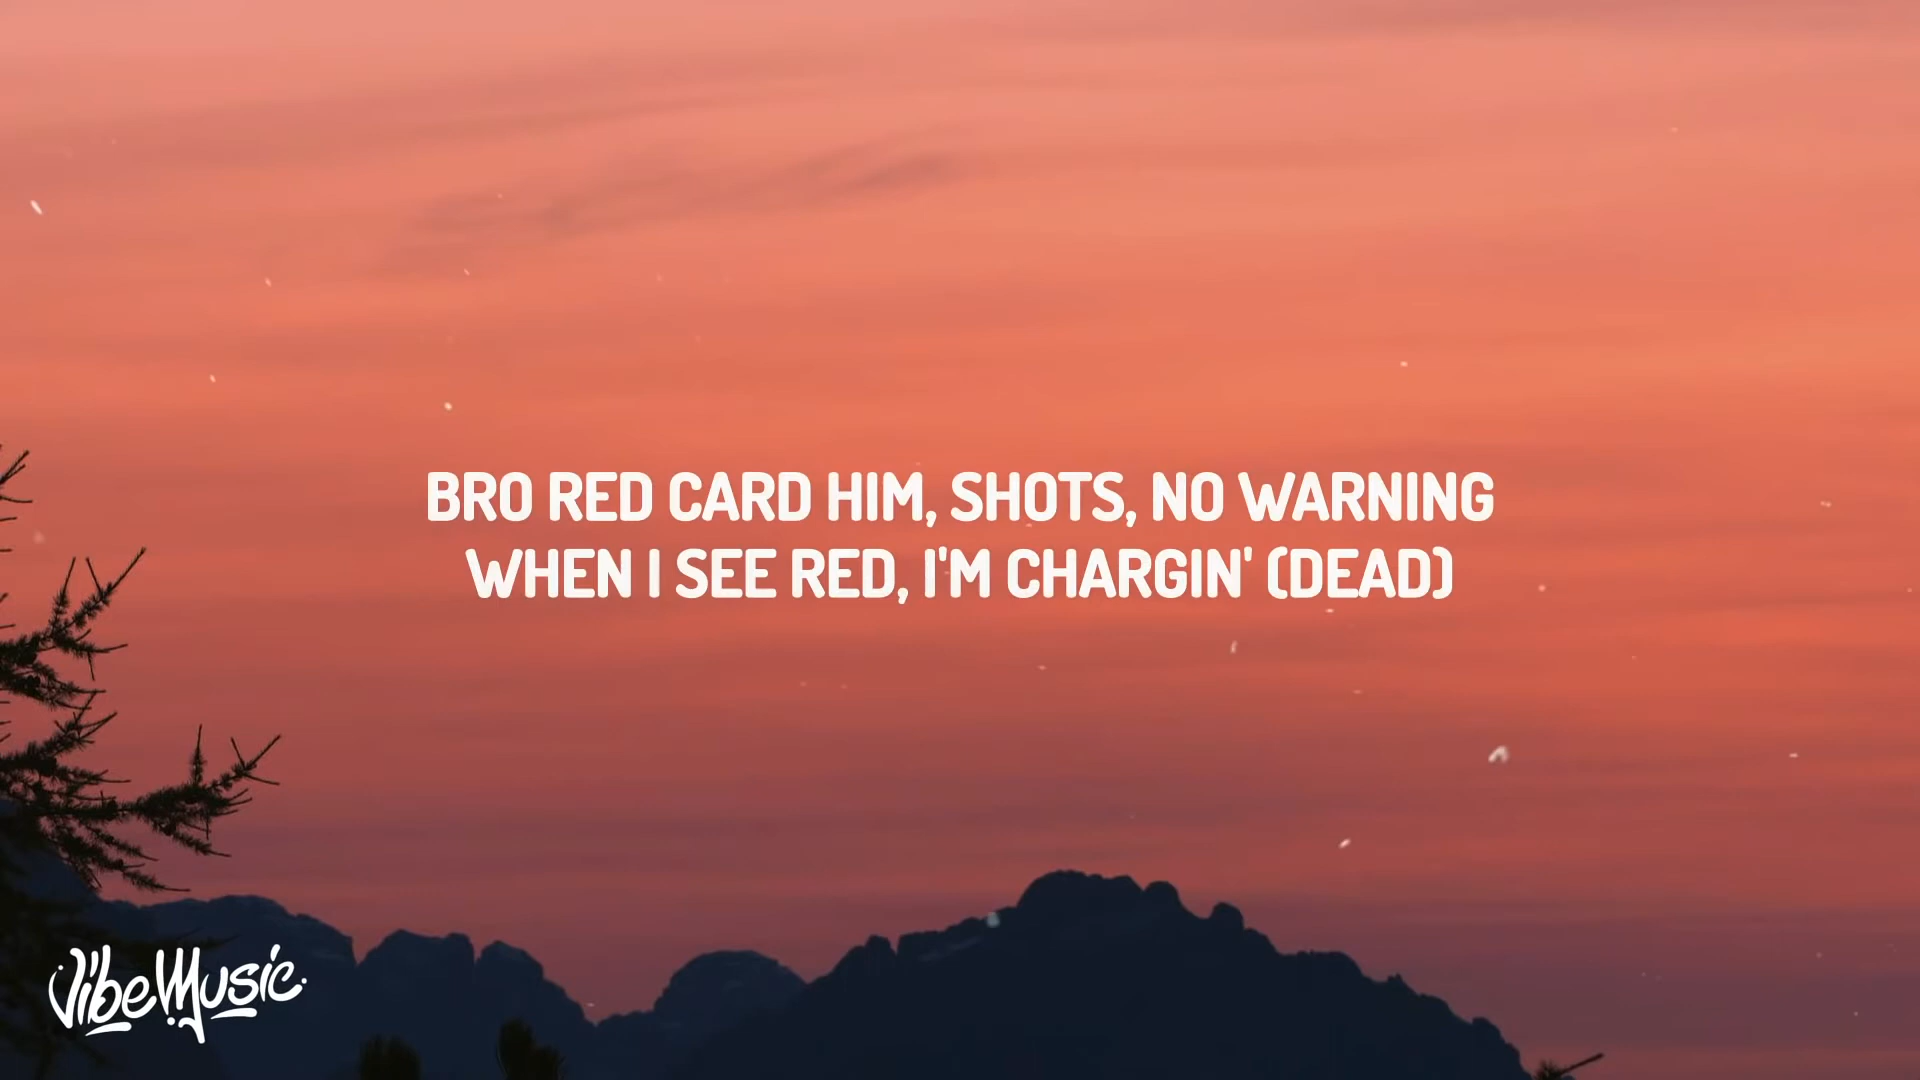 BRO RED CARD HIM, SHOTS, NO WARNING
WHEN I SEE RED, I'M CHARGIN' (DEAD)
VibeMusic